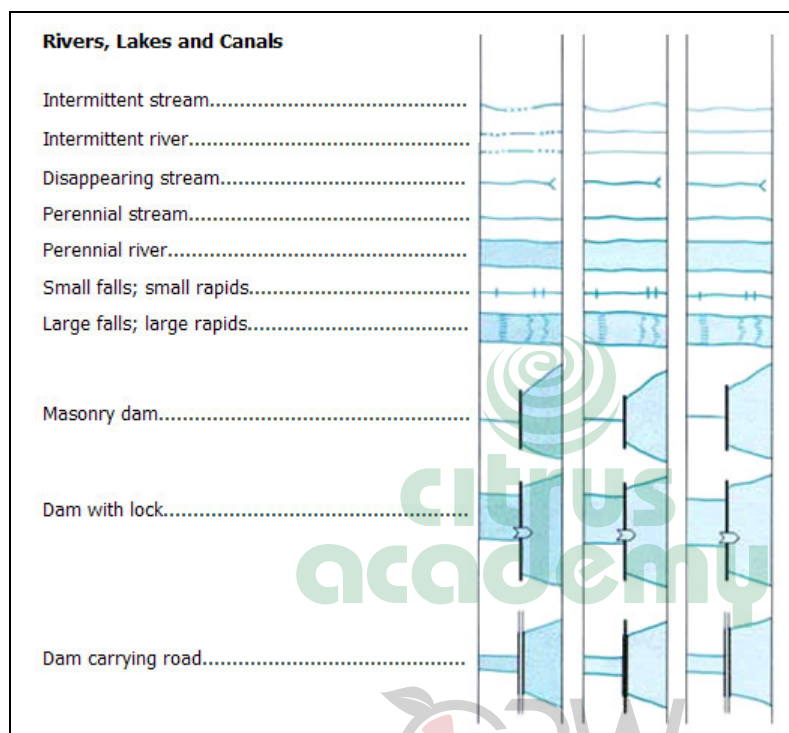 Rivers, Lakes and Canals
Intermittent stream................................................
Intermittent river....................................................
Disappearing stream..............................................
Perennial stream....................................................
Perennial river........................................................
Small falls; small rapids.........................................
Large falls; large rapids.........................................
Masonry dam..........................................................
Dam with lock.........................................................
Dam carrying road..................................................
citrus
academy